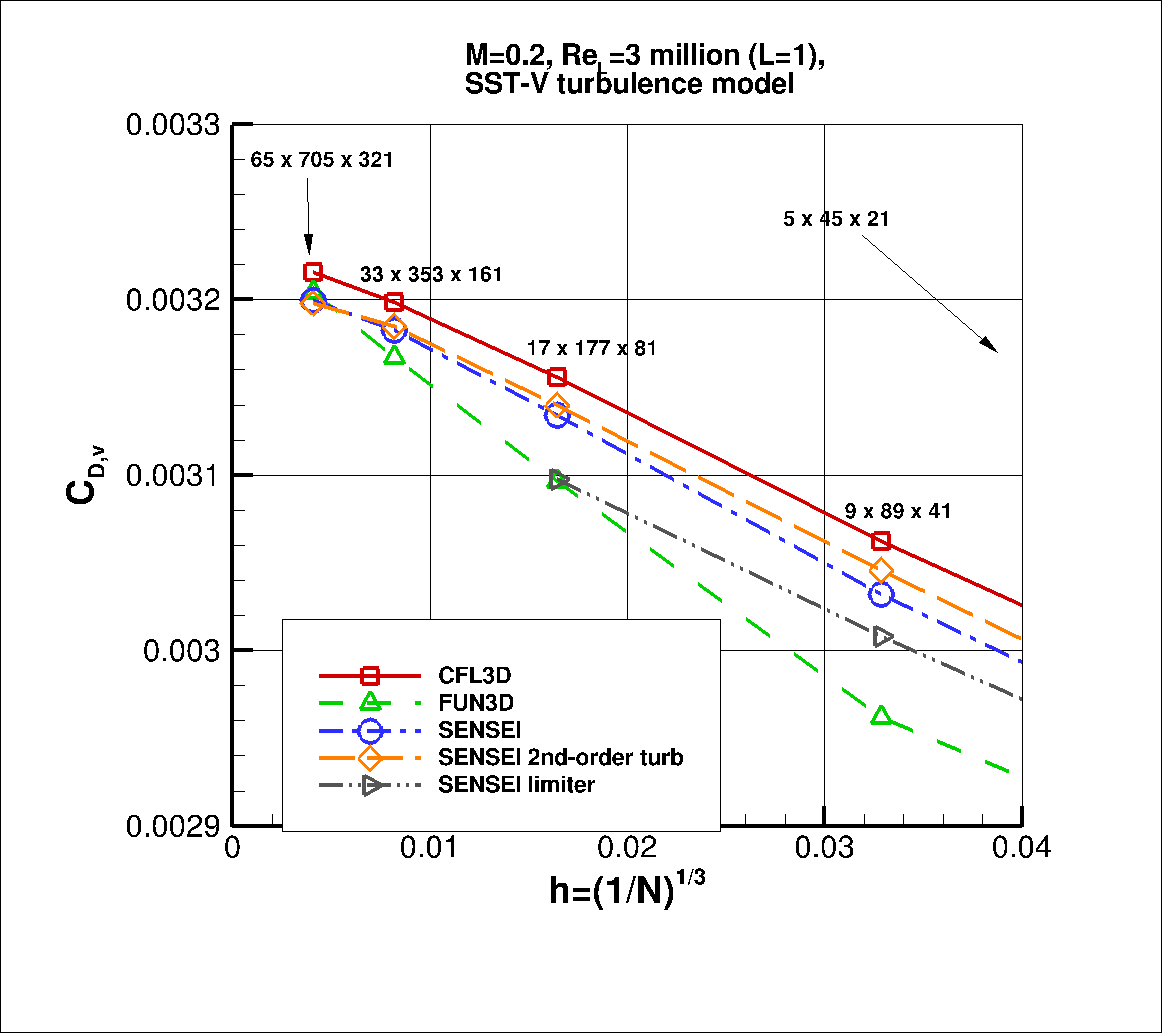 M=0.2, Re_L=3 million (L=1),
SST-V turbulence model
0.0033
65 x 705 x 321
5 x 45 x 21
33 x 353 x 161
0.0032
17 x 177 x 81
0.0031
C_D,v
9 x 89 x 41
0.003
CFL3D
FUN3D
SENSEI
SENSEI 2nd-order turb
SENSEI limiter
0.0029
0 0.01 0.02 0.03 0.04
h=(1/N)^1/3